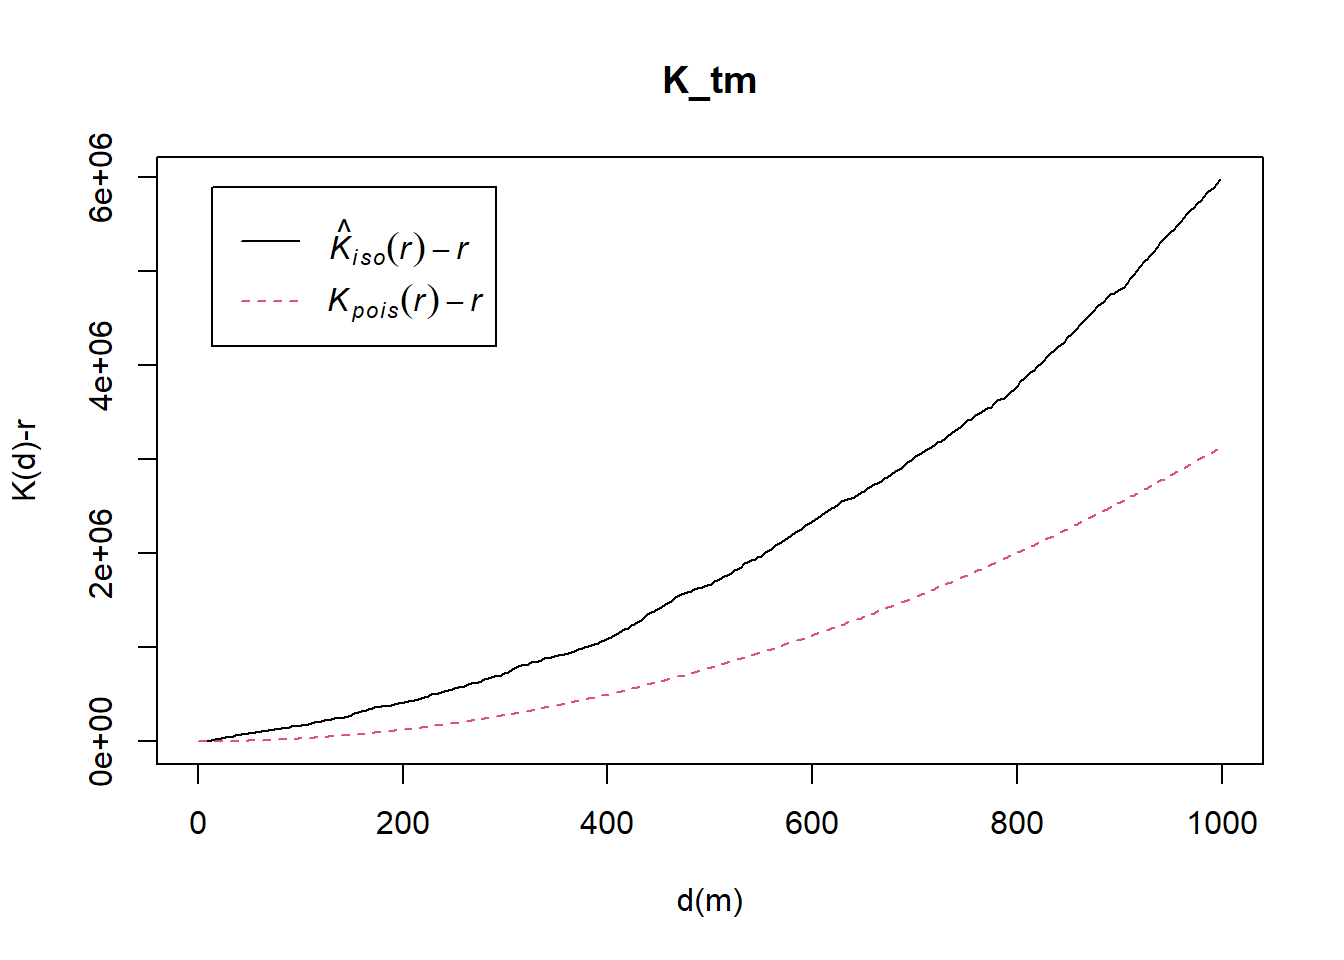 K_tm
K(d)-r
6e+06
4e+06
2e+06
0e+00
K̂iso(r) – r
Kpois(r) – r
0 200 400 600 800 1000
d(m)